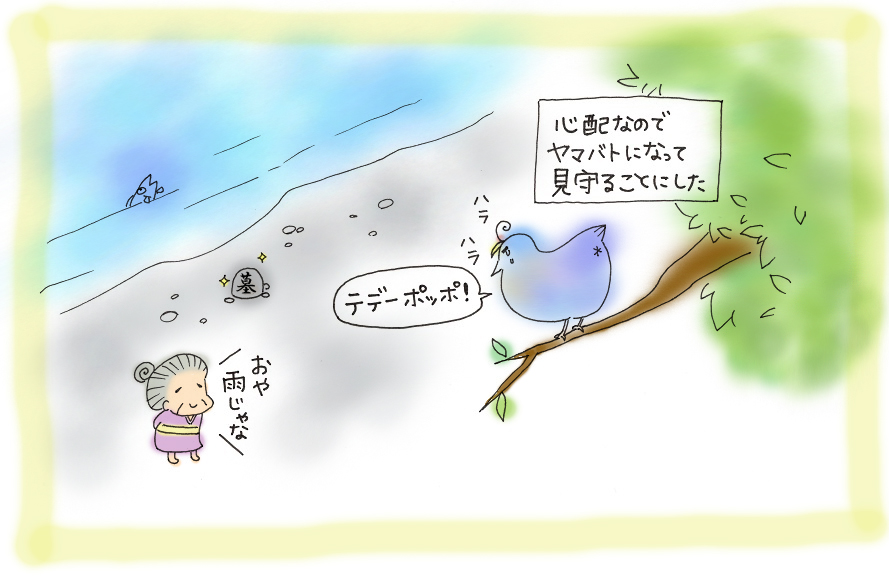 心配なので
ヤマバトになって
見守ることにした
ハラ
ハラ
テデーポッポ!
墓
おや
雨じゃな